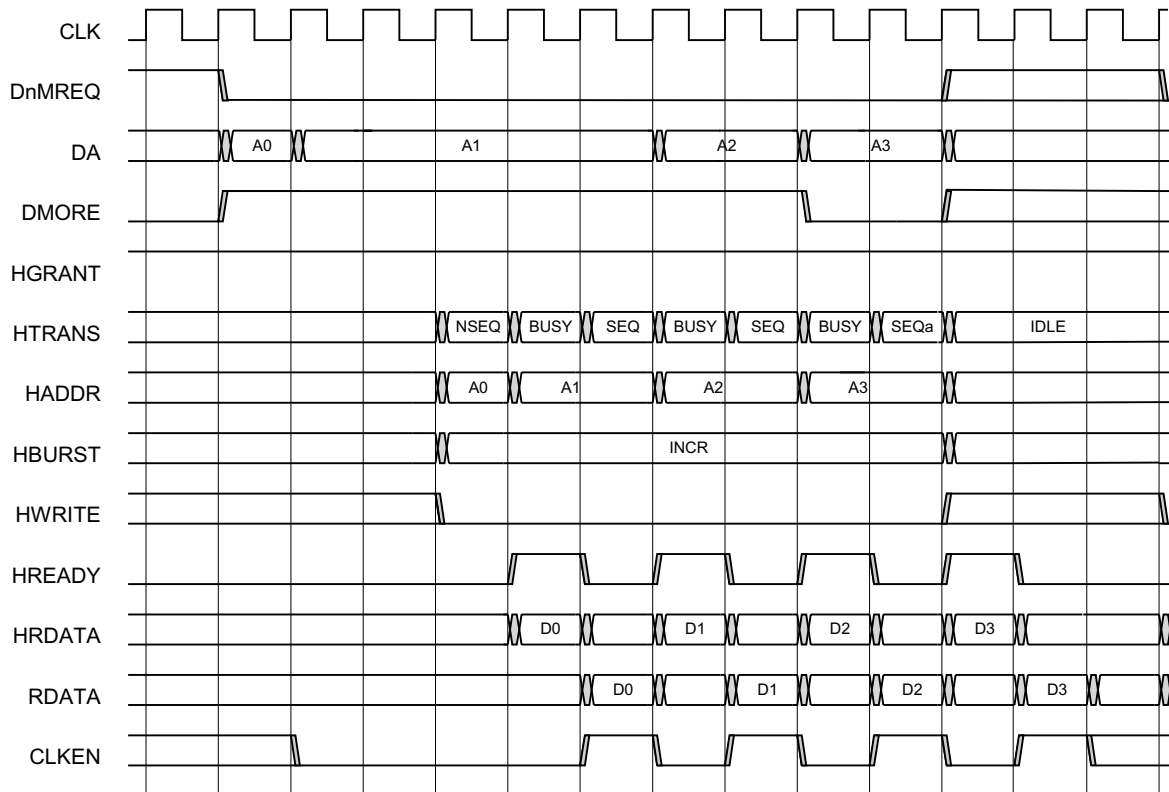 CLK
DnMREQ
DA A0 A1 A2 A3
DMORE
HGRANT
HTRANS NSEQ BUSY SEQ BUSY SEQ BUSY SEQa IDLE
HADDR A0 A1 A2 A3
HBURST INCR
HWRITE
HREADY
HRDATA D0 D1 D2 D3
RDATA D0 D1 D2 D3
CLKEN